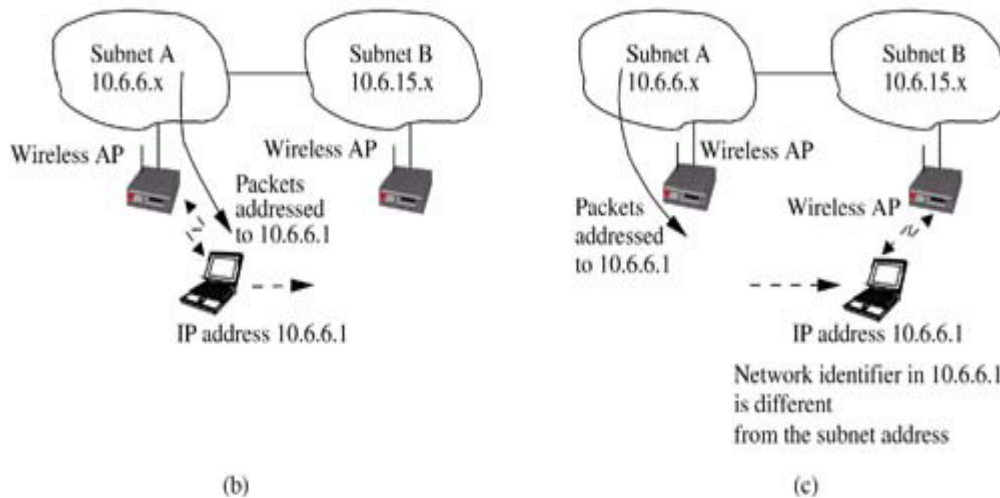 Subnet A
10.6.6.x
Subnet B
10.6.15.x
Wireless AP
Wireless AP
Packets
addressed
to 10.6.6.1
IP address 10.6.6.1
(b)
Subnet A
10.6.6.x
Subnet B
10.6.15.x
Wireless AP
Packets
addressed
to 10.6.6.1
Wireless AP
IP address 10.6.6.1
Network identifier in 10.6.6.1
is different
from the subnet address
(c)